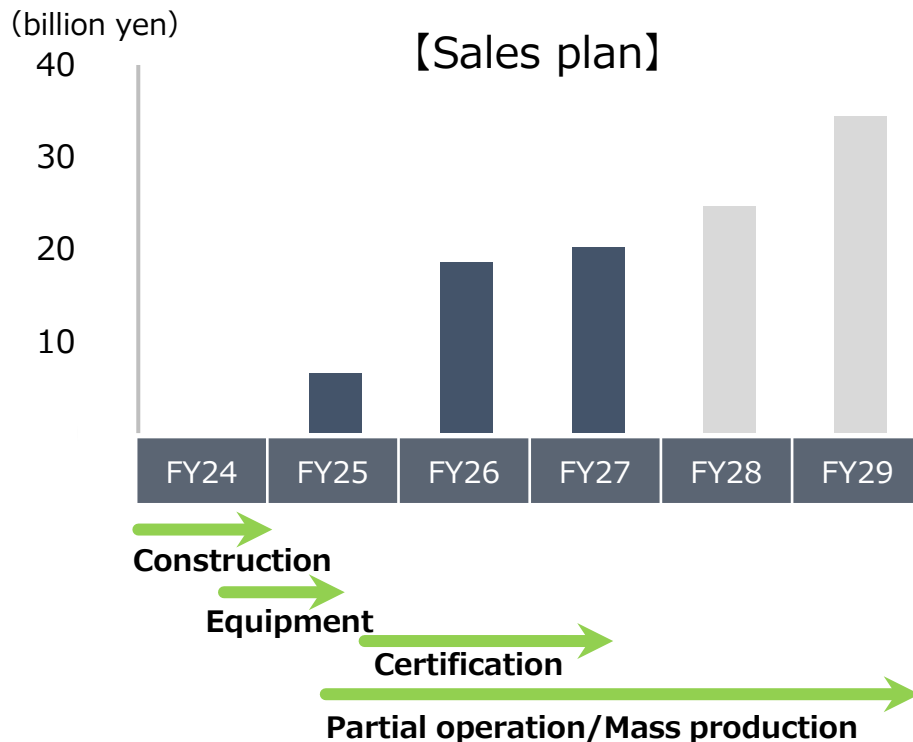 (billion yen)
【Sales plan】
40
30
20
10
FY24 FY25 FY26 FY27 FY28 FY29
Construction
Equipment
Certification
Partial operation/Mass production